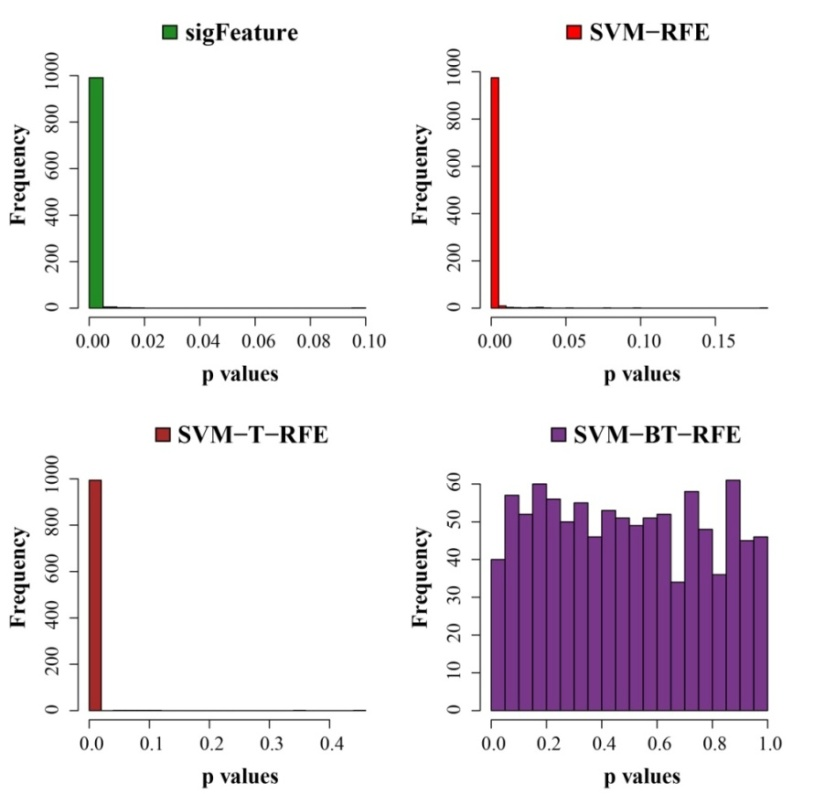 sigFeature
Frequency
0
200
400
600
800
1000
0.00 0.02 0.04 0.06 0.08 0.10
p values
SVM−RFE
Frequency
0
200
400
600
800
1000
0.00 0.05 0.10 0.15
p values
SVM−T−RFE
Frequency
0
200
400
600
800
1000
0.0 0.1 0.2 0.3 0.4
p values
SVM−BT−RFE
Frequency
0
10
20
30
40
50
60
0.0 0.2 0.4 0.6 0.8 1.0
p values